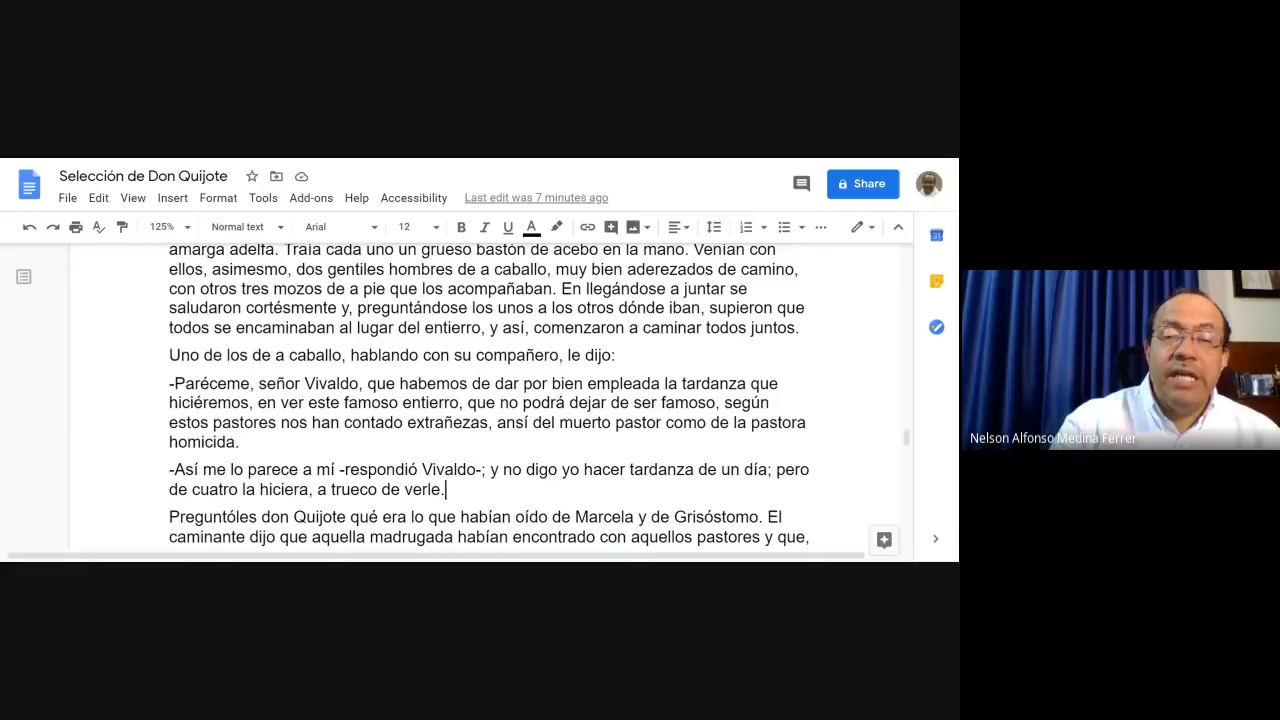 Selección de Don Quijote
Share
File Edit View Insert Format Tools Add-ons Help Accessibility Last edit was 7 minutes ago
125% Normal text Arial 12 B I U A
31
amarga adelfa. Traía cada uno un grueso bastón de acebo en la mano. Venían con
ellos, asimesmo, dos gentiles hombres de a caballo, muy bien aderezados de camino,
con otros tres mozos de a pie que los acompañaban. En llegándose a juntar se
saludaron cortésmente y, preguntándose los unos a los otros dónde iban, supieron que
todos se encaminaban al lugar del entierro, y así, comenzaron a caminar todos juntos.
Uno de los de a caballo, hablando con su compañero, le dijo:
-Paréceme, señor Vivaldo, que habemos de dar por bien empleada la tardanza que
hiciéremos, en ver este famoso entierro, que no podrá dejar de ser famoso, según
estos pastores nos han contado extrañezas, ansí del muerto pastor como de la pastora
homicida.
-Así me lo parece a mí -respondió Vivaldo-; y no digo yo hacer tardanza de un día; pero
de cuatro la hiciera, a trueco de verle.
Preguntóles don Quijote qué era lo que habían oído de Marcela y de Grisóstomo. El
caminante dijo que aquella madrugada habían encontrado con aquellos pastores y que,
Nelson Alfonso Medina Ferrer